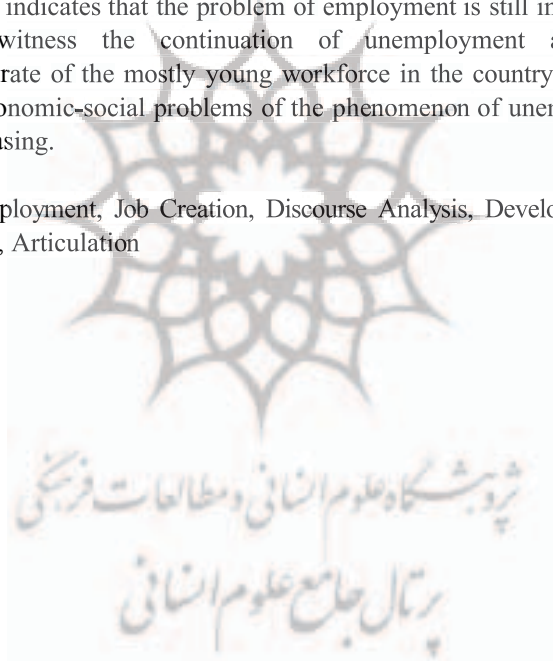 indicates that the problem of employment is still in
witness the continuation of unemployment a
rate of the mostly young workforce in the country
onomic-social problems of the phenomenon of unem
asing.
ployment, Job Creation, Discourse Analysis, Develo
, Articulation
پژوهشگاه علوم انسانی و مطالعات فرهنگی
پرتال جامع علوم انسانی